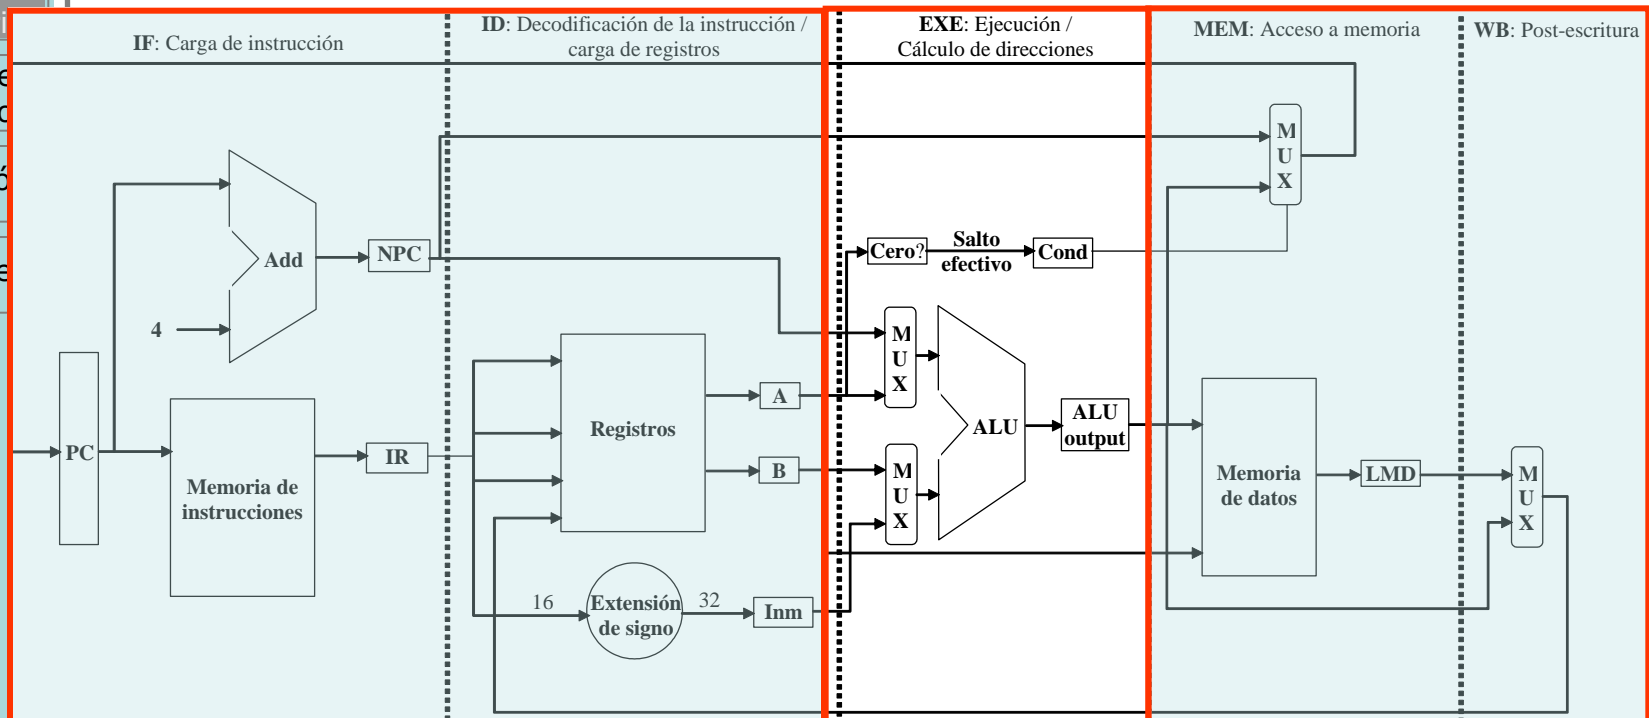 IF: Carga de instrucción
ID: Decodificación de la instrucción /
carga de registros
EXE: Ejecución /
Cálculo de direcciones
MEM: Acceso a memoria
WB: Post-escritura
M
U
X
Add
NPC
4
Cero?
Salto
efectivo
Cond
PC
Memoria de
instrucciones
IR
Registros
A
B
16
Extensión
de signo
32
Inm
M
U
X
M
U
X
ALU
ALU
output
Memoria
de datos
LMD
M
U
X